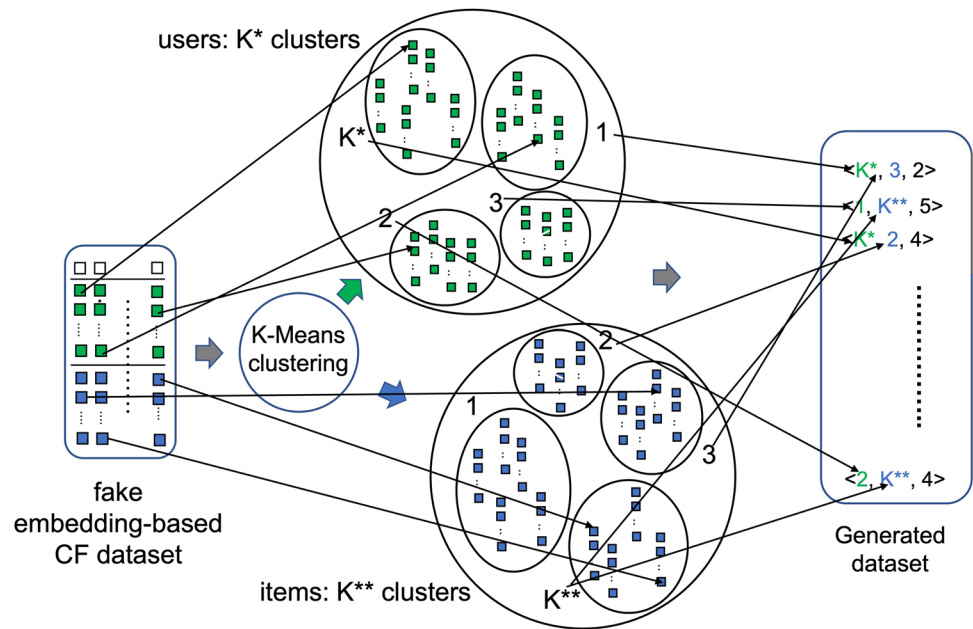 users: K* clusters
1
K*
3
2
<K*, 3, 2>
<1, K**, 5>
<K* 2, 4>
K-Means
clustering
2
1
3
<2, K**, 4>
fake
embedding-based
CF dataset
Generated
dataset
items: K** clusters
K**